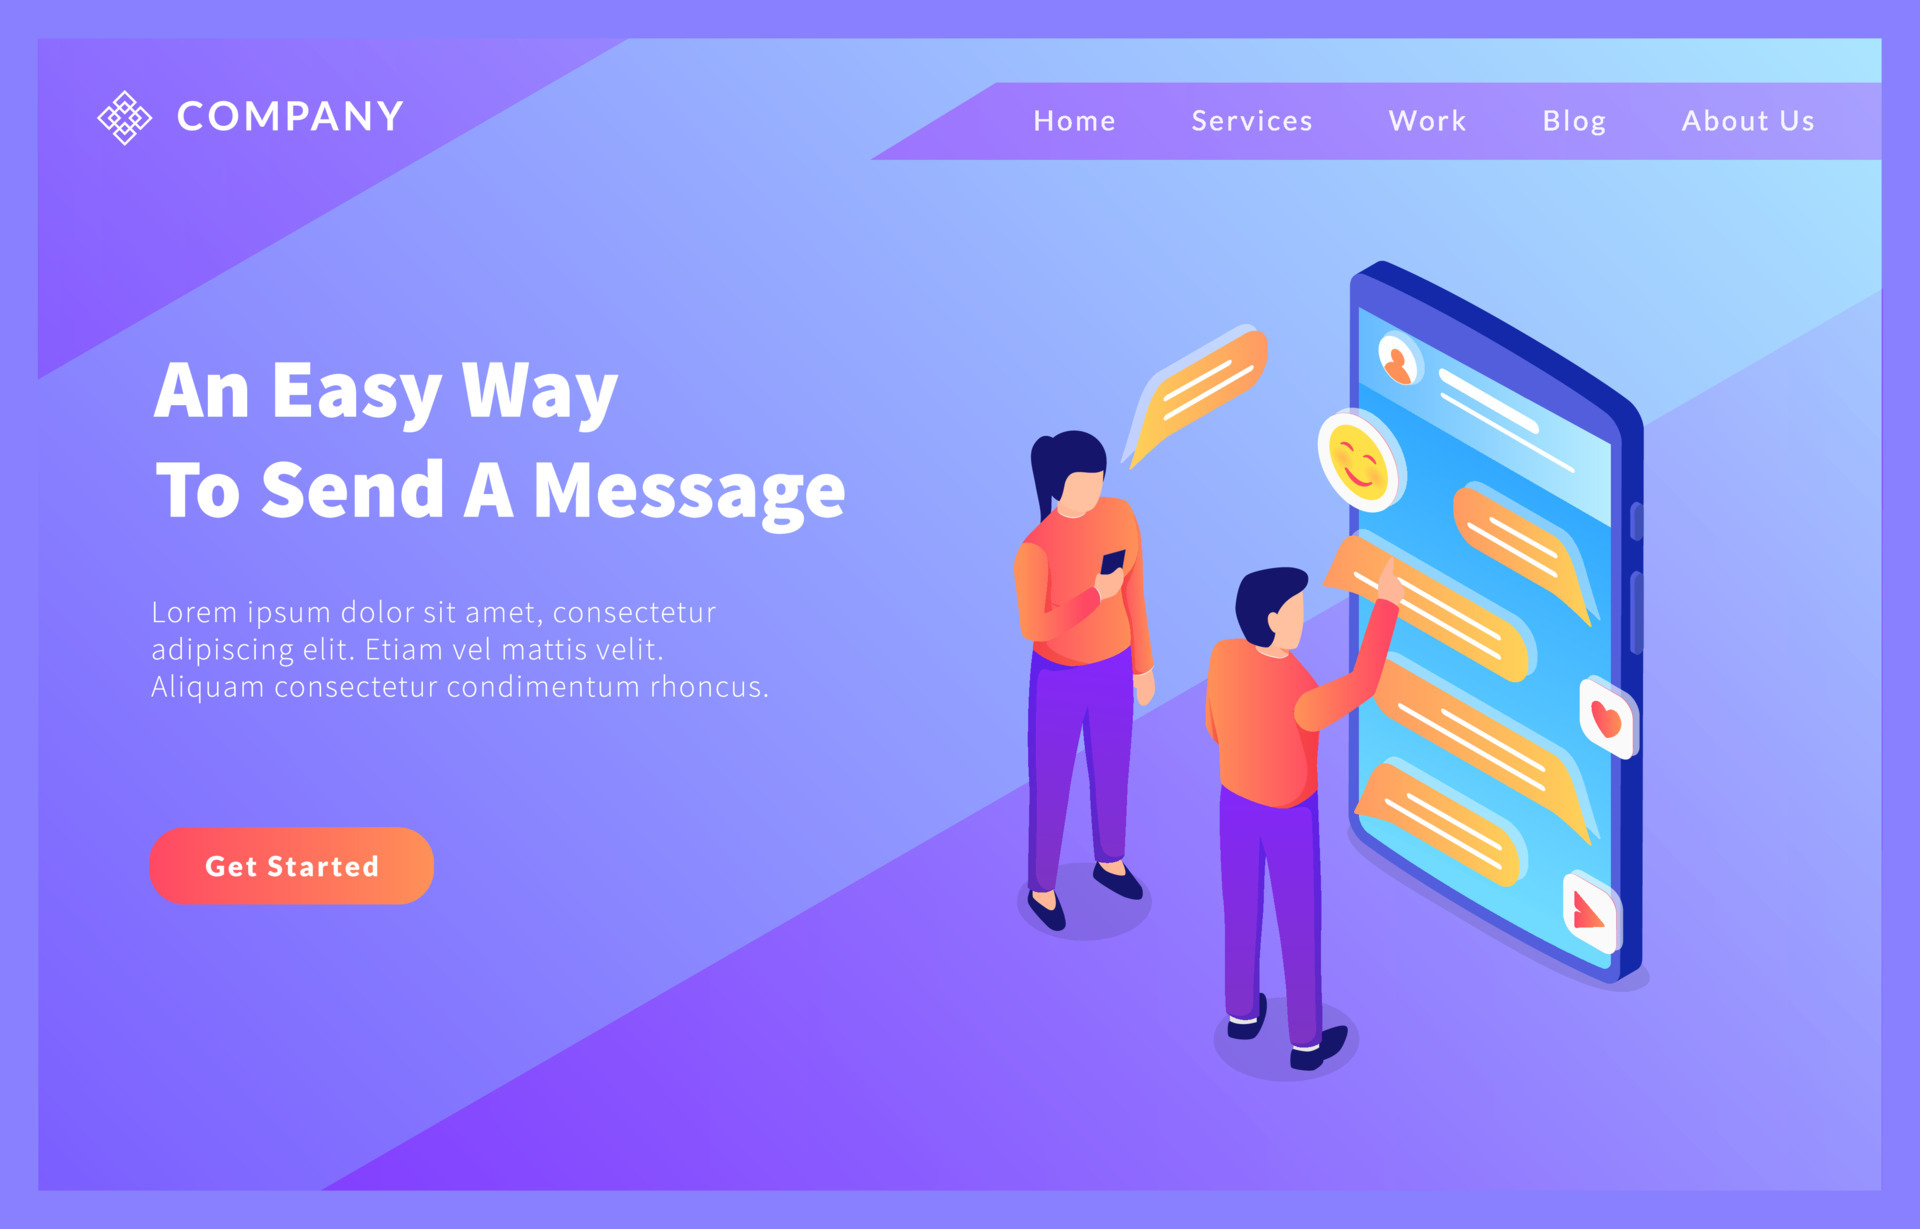 COMPANY
Home Services Work Blog About Us
An Easy Way
To Send A Message
Lorem ipsum dolor sit amet, consectetur
adipiscing elit. Etiam vel mattis velit.
Aliquam consectetur condimentum rhoncus.
Get Started